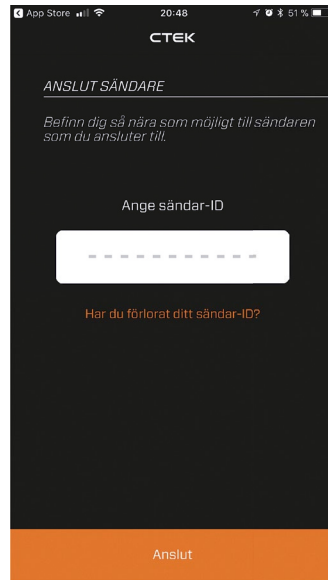 App Store 20:48 51 %
CTEK
ANSLUT SÄNDARE
Befinn dig så nära som möjligt till sändaren
som du ansluter till.
Ange sändar-ID
Har du förlorat ditt sändar-ID?
Anslut